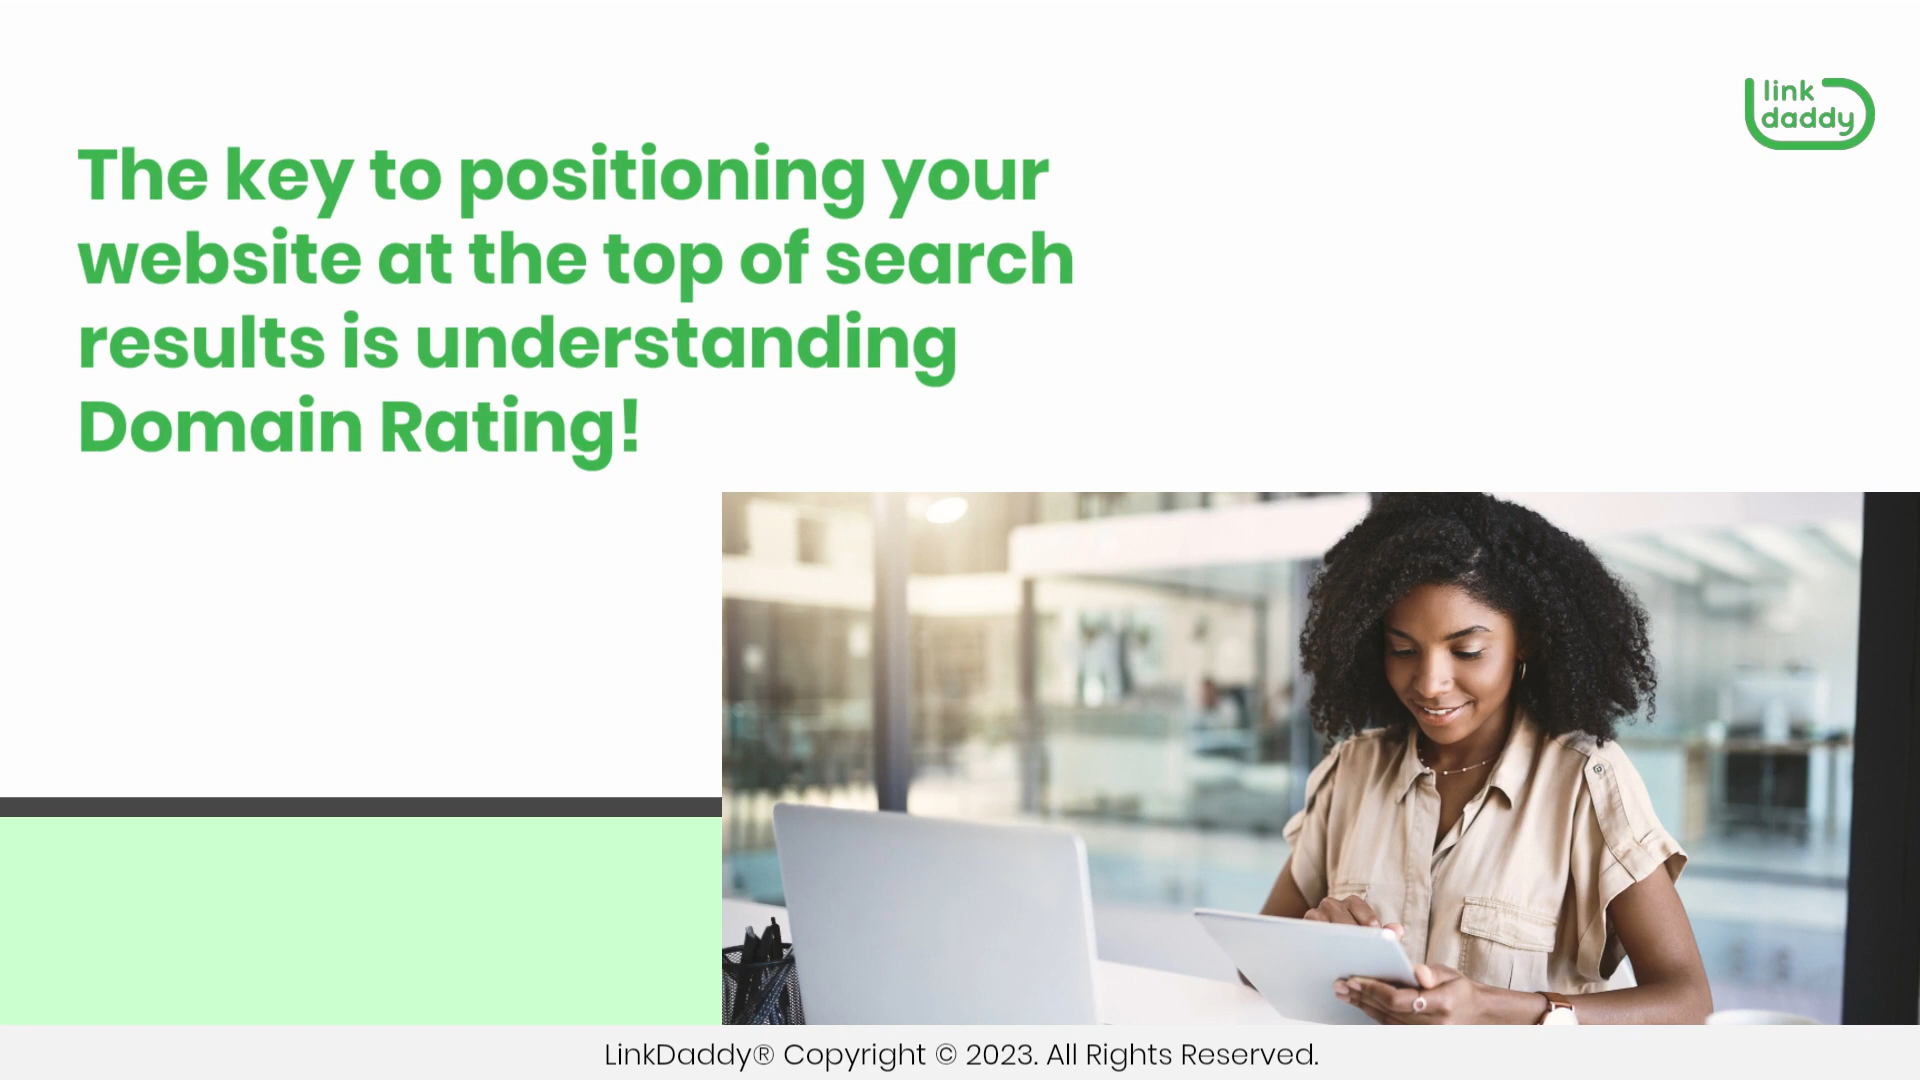 link
daddy
The key to positioning your
website at the top of search
results is understanding
Domain Rating!
LinkDaddy® Copyright © 2023. All Rights Reserved.